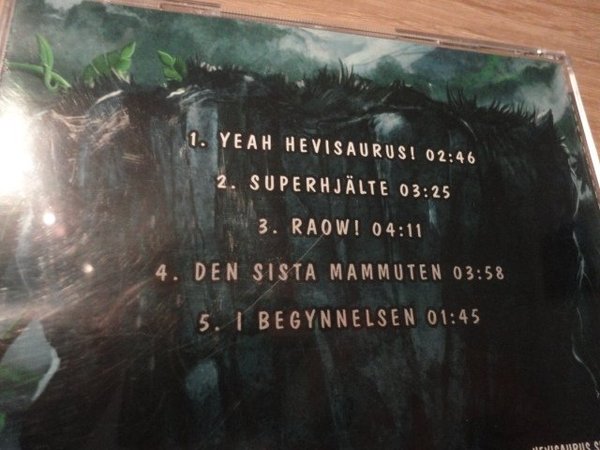 1. YEAH HEVISAURUS! 02:46
2. SUPERHJÄLTE 03:25
3. RAOW! 04:11
4. DEN SISTA MAMMUTEN 03:58
5. I BEGYNNELSEN 01:45
HEVISAURUS